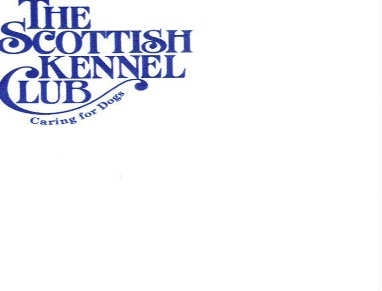 THE
SCOTTISH
KENNEL
CLUB
Caring for Dogs